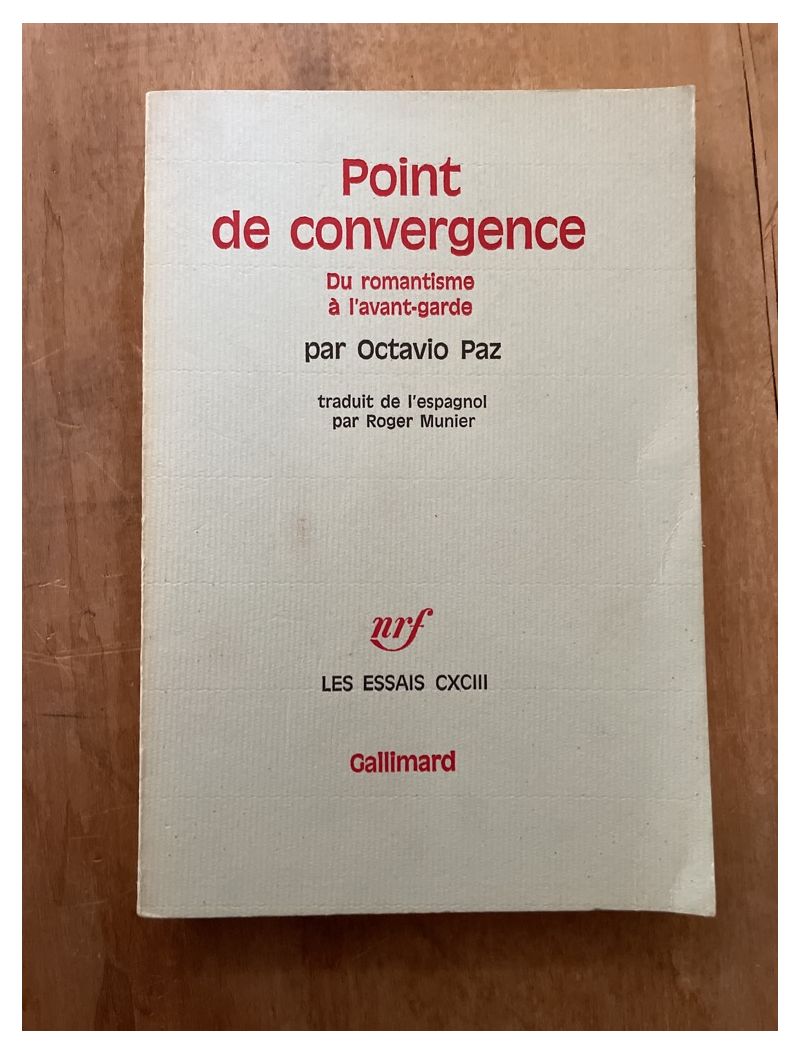 Point
de convergence
Du romantisme
à l'avant-garde
par Octavio Paz
traduit de l'espagnol
par Roger Munier
nrf
LES ESSAIS CXCIII
Gallimard